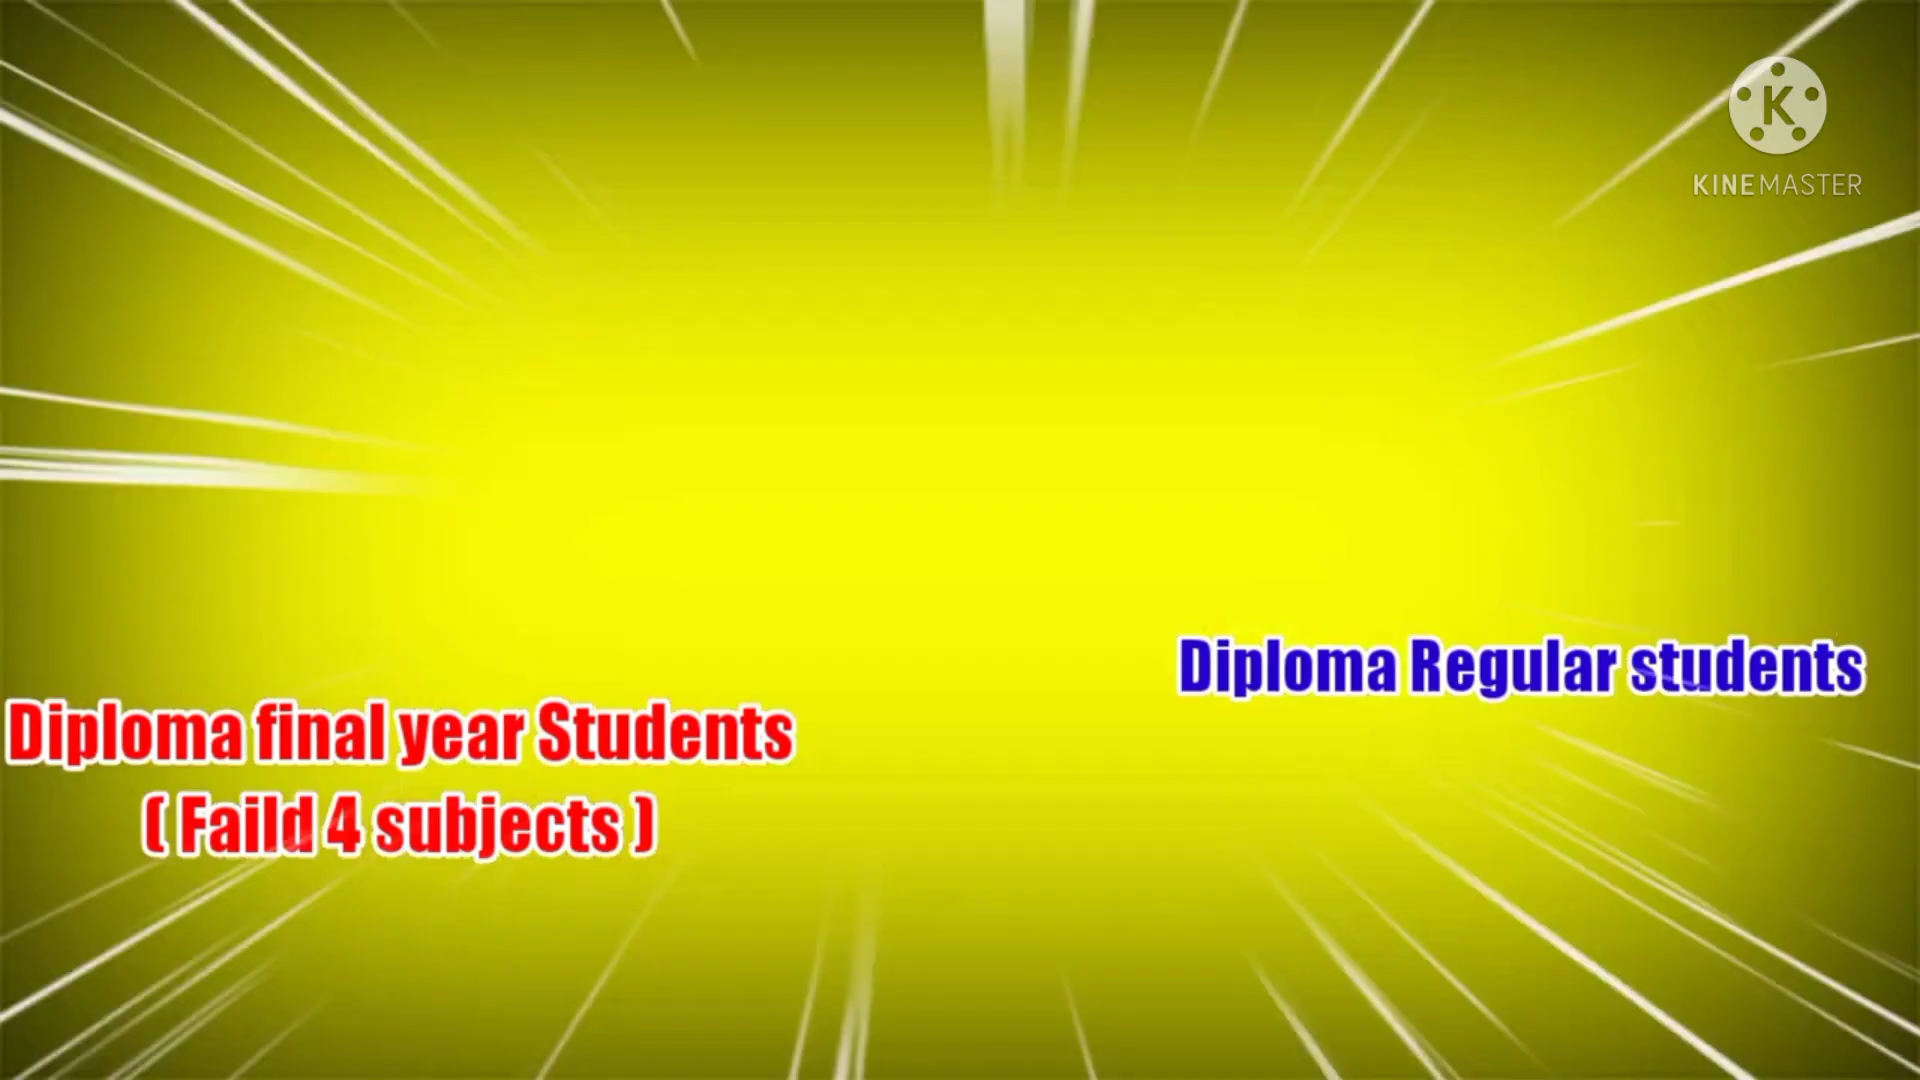 K
KINEMASTER
Diploma Regular students
Diploma final year Students
( Faild 4 subjects )